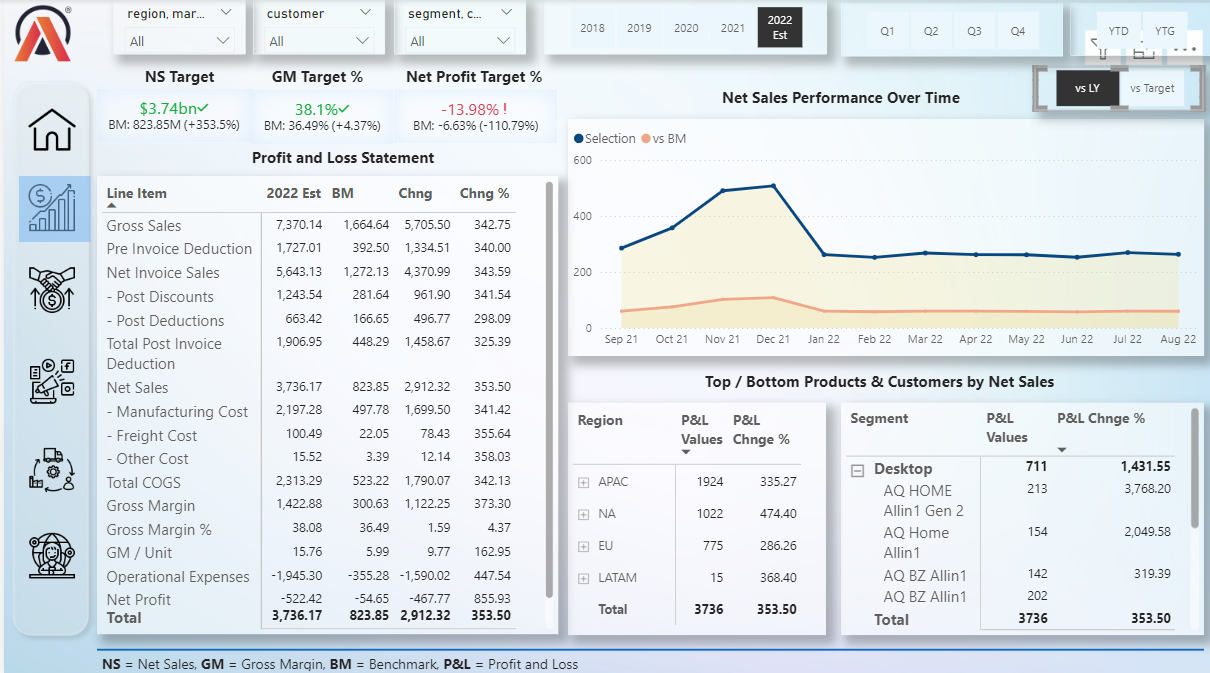 region, mar...
customer
segment, c...
All
All
All
2018
2019
2020
2021
2022 Est
Q1
Q2
Q3
Q4
YTD
YTG
vs LY
vs Target
NS Target
GM Target %
Net Profit Target %
$3.74bn✓
38.1%✓
-13.98% !
BM: 823.85M (+353.5%)
BM: 36.49% (+4.37%)
BM: -6.63% (-110.79%)
Profit and Loss Statement
Line Item 2022 Est BM Chng Chng %
Gross Sales 7,370.14 1,664.64 5,705.50 342.75
Pre Invoice Deduction 1,727.01 392.50 1,334.51 340.00
Net Invoice Sales 5,643.13 1,272.13 4,370.99 343.59
- Post Discounts 1,243.54 281.64 961.90 341.54
- Post Deductions 663.42 166.65 496.77 298.09
Total Post Invoice Deduction 1,906.95 448.29 1,458.67 325.39
Net Sales 3,736.17 823.85 2,912.32 353.50
- Manufacturing Cost 2,197.28 497.78 1,699.50 341.42
- Freight Cost 100.49 22.05 78.43 355.64
- Other Cost 15.52 3.39 12.14 358.03
Total COGS 2,313.29 523.22 1,790.07 342.13
Gross Margin 1,422.88 300.63 1,122.25 373.30
Gross Margin % 38.08 36.49 1.59 4.37
GM / Unit 15.76 5.99 9.77 162.95
Operational Expenses -1,945.30 -355.28 -1,590.02 447.54
Net Profit -522.42 -54.65 -467.77 855.93
Total 3,736.17 823.85 2,912.32 353.50
Net Sales Performance Over Time
Selection vs BM
600
400
200
0
Sep 21 Oct 21 Nov 21 Dec 21 Jan 22 Feb 22 Mar 22 Apr 22 May 22 Jun 22 Jul 22 Aug 22
Top / Bottom Products & Customers by Net Sales
Region P&L Values P&L Chnge %
APAC 1924 335.27
NA 1022 474.40
EU 775 286.26
LATAM 15 368.40
Total 3736 353.50
Segment P&L Values P&L Chnge %
Desktop 711 1,431.55
AQ HOME Allin1 Gen 2 213 3,768.20
AQ Home Allin1 154 2,049.58
AQ BZ Allin1 142 319.39
AQ BZ Allin1 202
Total 3736 353.50
NS = Net Sales, GM = Gross Margin, BM = Benchmark, P&L = Profit and Loss